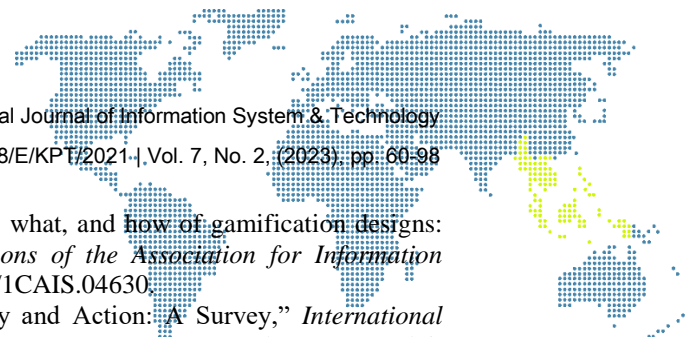 al Journal of Information System & Technology
8/E/KPT/2021 | Vol. 7, No. 2, (2023), pp. 60-98
what, and how of gamification designs:
ons of the Association for Information
/1CAIS.04630.
y and Action: A Survey,” International